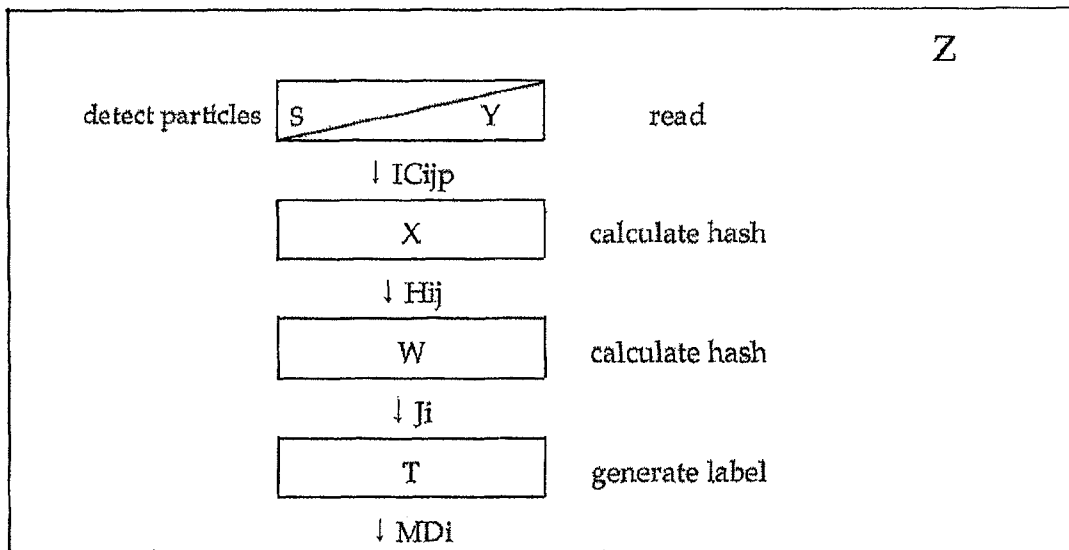 Z
detect particles S Y read
↓ ICijp
X calculate hash
↓ Hij
W calculate hash
↓ Ji
T generate label
↓ MDi